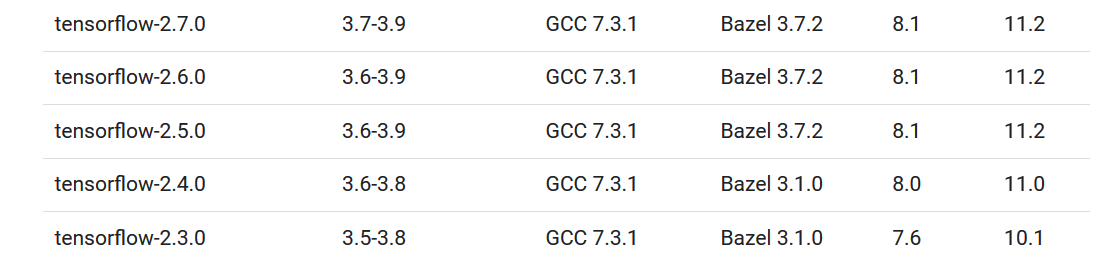 tensorflow-2.7.0 3.7-3.9 GCC 7.3.1 Bazel 3.7.2 8.1 11.2
tensorflow-2.6.0 3.6-3.9 GCC 7.3.1 Bazel 3.7.2 8.1 11.2
tensorflow-2.5.0 3.6-3.9 GCC 7.3.1 Bazel 3.7.2 8.1 11.2
tensorflow-2.4.0 3.6-3.8 GCC 7.3.1 Bazel 3.1.0 8.0 11.0
tensorflow-2.3.0 3.5-3.8 GCC 7.3.1 Bazel 3.1.0 7.6 10.1